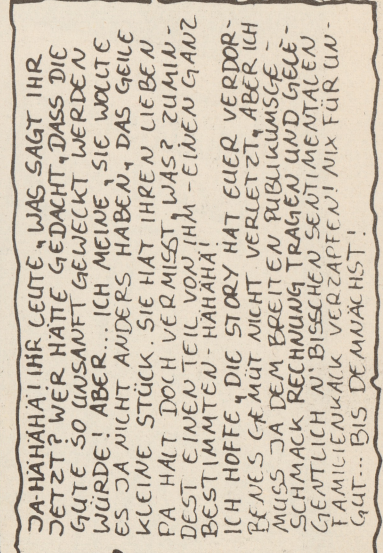 JA-HÄHÄHÄ! IHR LEUTE, WAS SAGT IHR
JETZT? WER HÄTTE GEDACHT, DASS DIE
GUTE SO UNSANFT GEWECKT WERDEN
WÜRDE! ABER... ICH MEINE, SIE WOLLTE
ES JA NICHT ANDERS HABEN, DAS GEILE
KLEINE STÜCK. SIE HAT IHREN LIEBEN
PA HALT DOCH VERMISST, WAS? ZUMIN-
DEST EINEN TEIL VON IHM - EINEN GANZ
BESTIMMTEN - HÄHÄHÄ!
ICH HOFFE, DIE STORY HAT EUER VERDOR-
BENES GEMÜT NICHT VERLETZT, ABER ICH
MUSS JA DEM BREITEN PUBLIKUMSGE-
SCHMACK RECHNUNG TRAGEN UND GELE-
GENTLICH N' BISSCHEN SENTIMENTALEN
FAMILIENKACK VERZAPFEN! NIX FÜR UN-
GUT... BIS DEMNÄCHST!